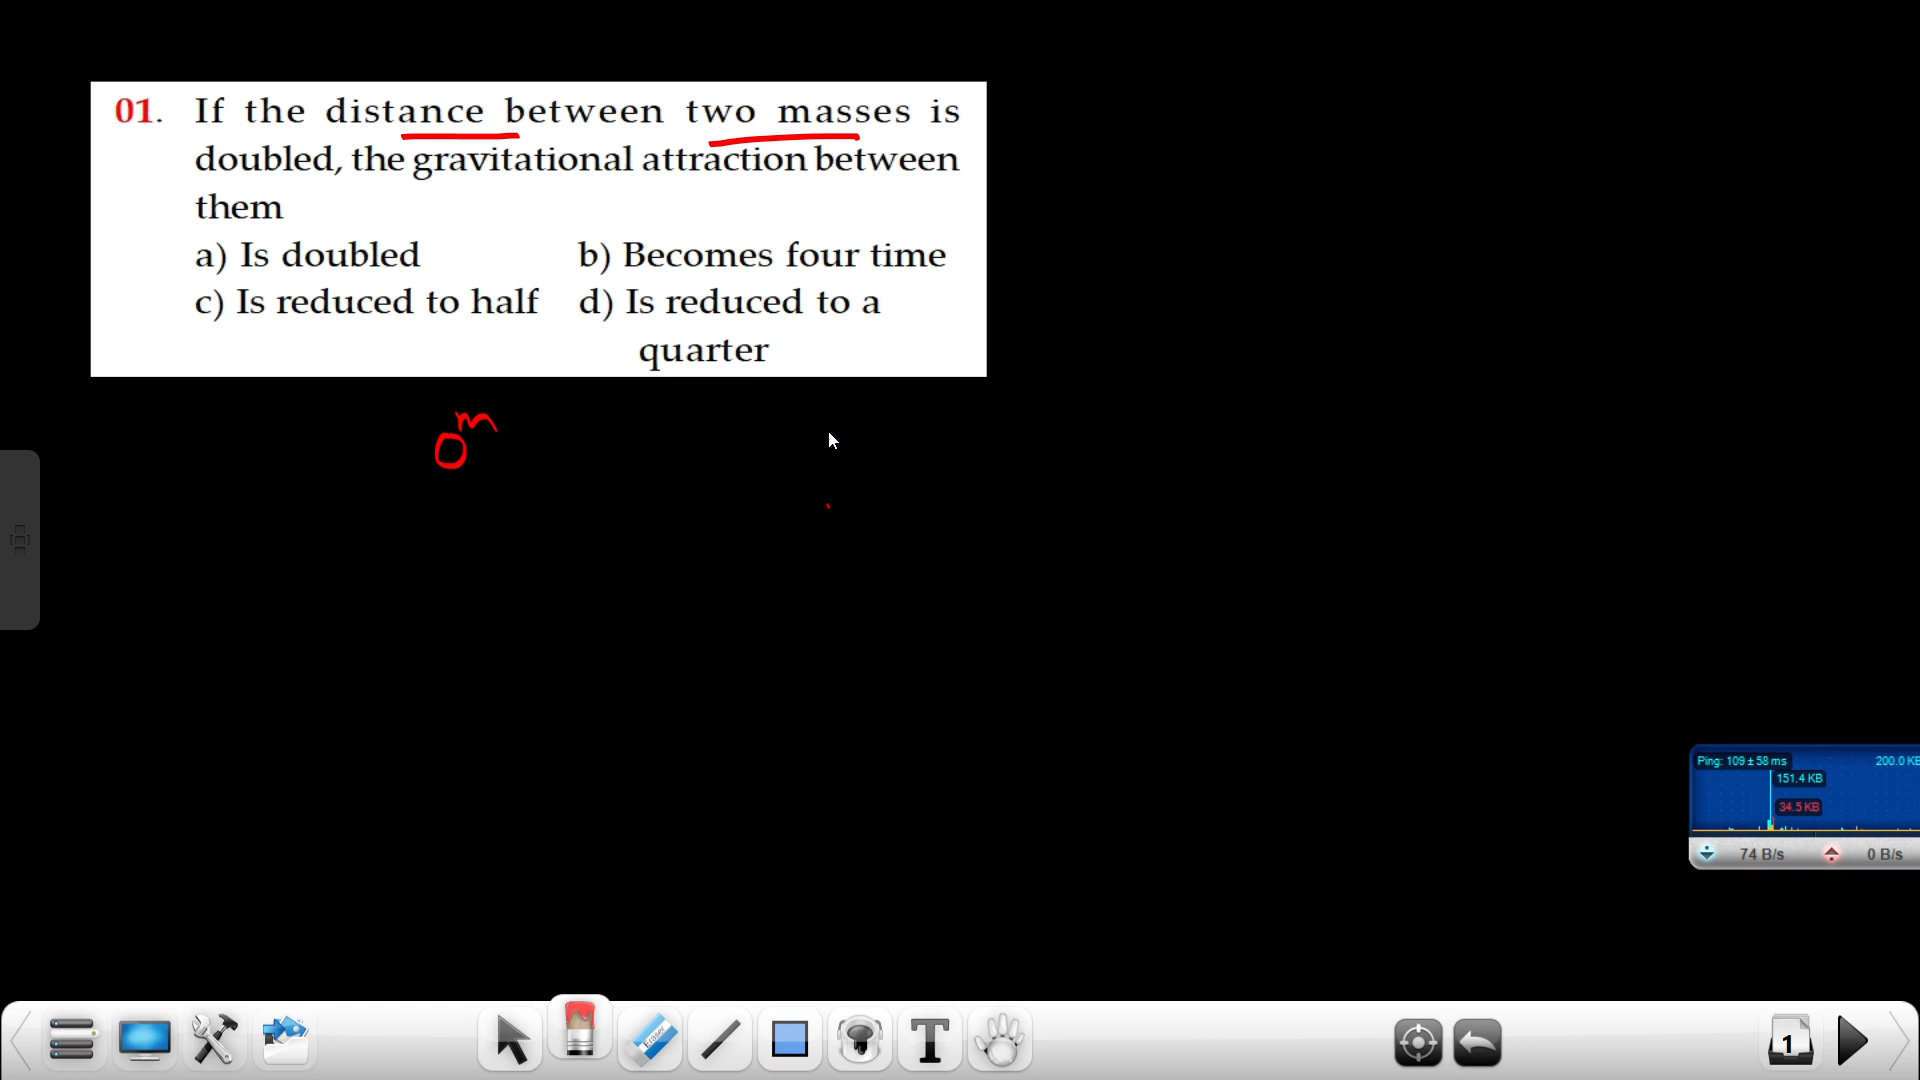 01. If the distance between two masses is
doubled, the gravitational attraction between
them
a) Is doubled b) Becomes four time
c) Is reduced to half d) Is reduced to a
quarter
m
Ping: 109 ± 58 ms 200.0 KB
151.4 KB
34.5 KB
74 B/s 0 B/s
Eraser
T
1